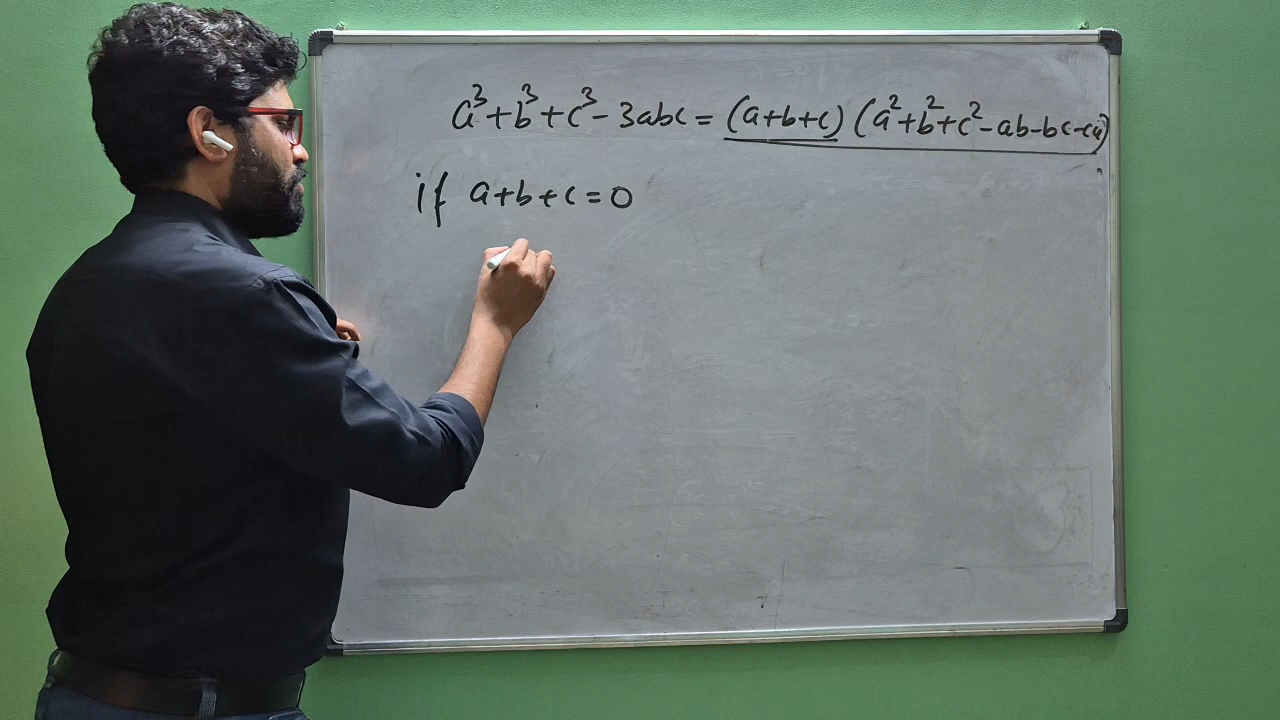 a³+b³+c³-3abc = (a+b+c) (a²+b²+c²-ab-bc-ca)
if a+b+c=0